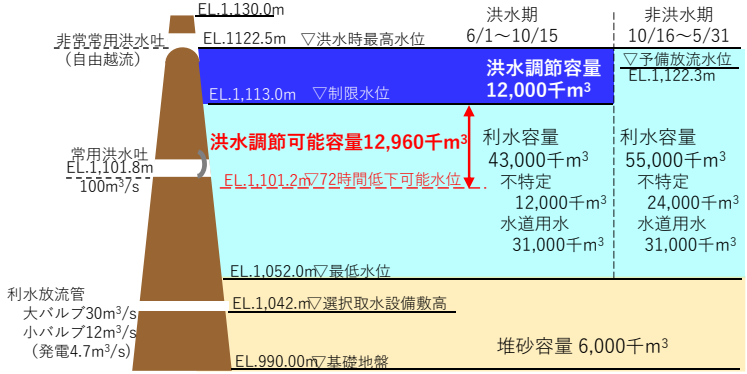 EL.1,130.0m
洪水期
6/1～10/15
非洪水期
10/16～5/31
非常常用洪水吐
(自由越流)
EL.1122.5m ▽洪水時最高水位
▽予備放流水位
EL.1,122.3m
洪水調節容量
12,000千m³
EL.1,113.0m ▽制限水位
洪水調節可能容量12,960千m³
常用洪水吐
EL.1,101.8m
100m³/s
EL.1,101.2m▽72時間低下可能水位
利水容量
43,000千m³
不特定
12,000千m³
水道用水
31,000千m³
利水容量
55,000千m³
不特定
24,000千m³
水道用水
31,000千m³
EL.1,052.0m▽最低水位
利水放流管
大バルブ30m³/s
小バルブ12m³/s
(発電4.7m³/s)
EL.1,042.m▽選択取水設備敷高
堆砂容量 6,000千m³
EL.990.00m▽基礎地盤